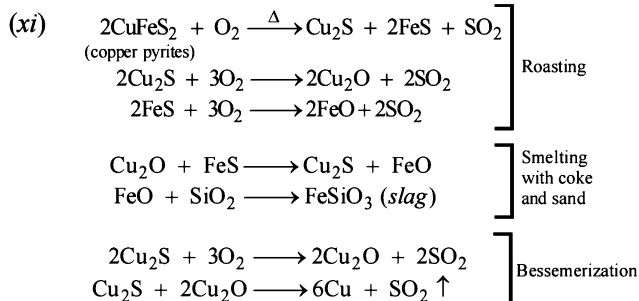 (xi) 2CuFeS₂ + O₂ —Δ→ Cu₂S + 2FeS + SO₂
(copper pyrites)
2Cu₂S + 3O₂ ⟶ 2Cu₂O + 2SO₂
2FeS + 3O₂ ⟶ 2FeO + 2SO₂
Roasting
Cu₂O + FeS ⟶ Cu₂S + FeO
FeO + SiO₂ ⟶ FeSiO₃ (slag)
Smelting
with coke
and sand
2Cu₂S + 3O₂ ⟶ 2Cu₂O + 2SO₂
Cu₂S + 2Cu₂O ⟶ 6Cu + SO₂ ↑
Bessemerization